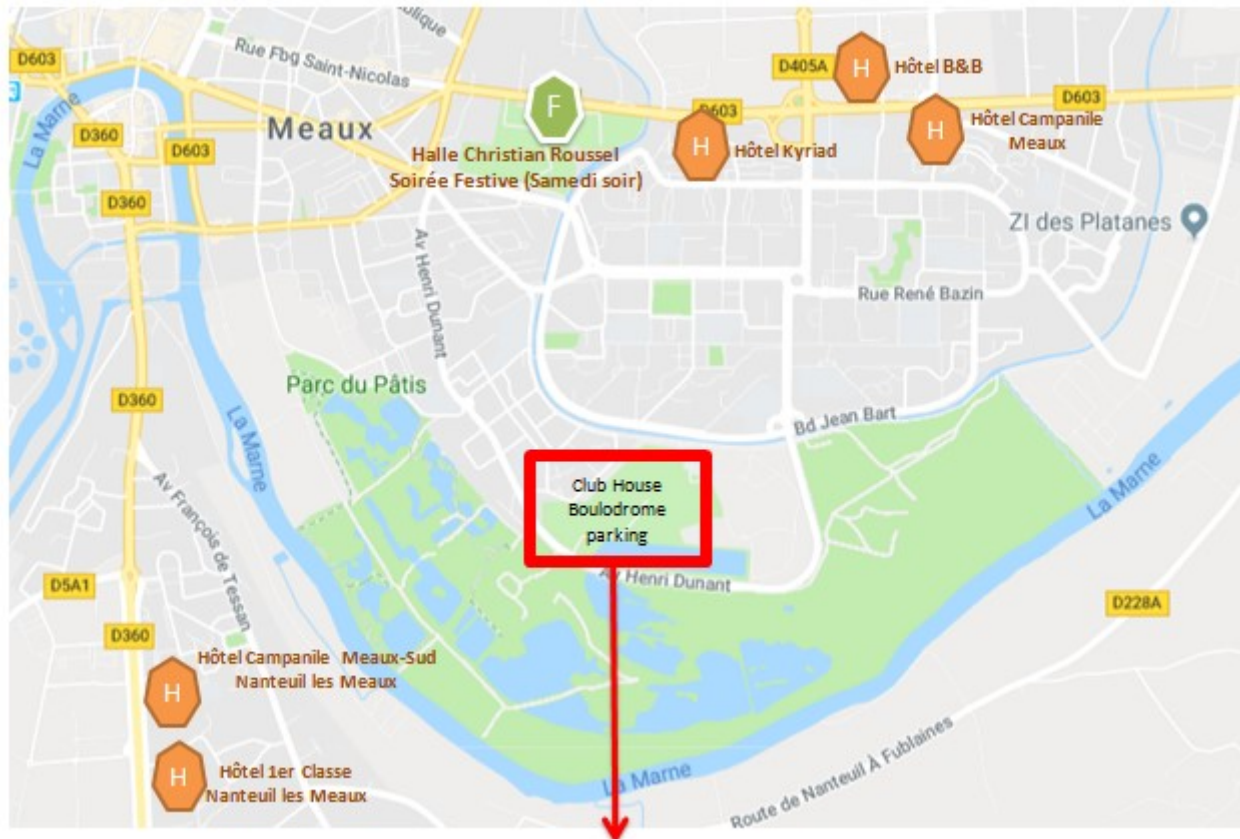 ublique
Rue Fbg Saint-Nicolas
D603
D405A
H
Hôtel B&B
F
D603
D603
Hôtel Campanile
Meaux
H
La Marne
D360
Meaux
D603
H
Hôtel Kyriad
Halle Christian Roussel
Soirée Festive (Samedi soir)
D360
ZI des Platanes
Av Henri Dunant
Rue René Bazin
Parc du Pâtis
D360
La Marne
Bd Jean Bart
Club House
Boulodrome
parking
La Marne
Av François de Tessan
Av Henri Dunant
D5A1
D228A
D360
Hôtel Campanile Meaux-Sud
Nanteuil les Meaux
H
H
Hôtel 1er Classe
Nanteuil les Meaux
La Marne
Route de Nanteuil À Fublaines